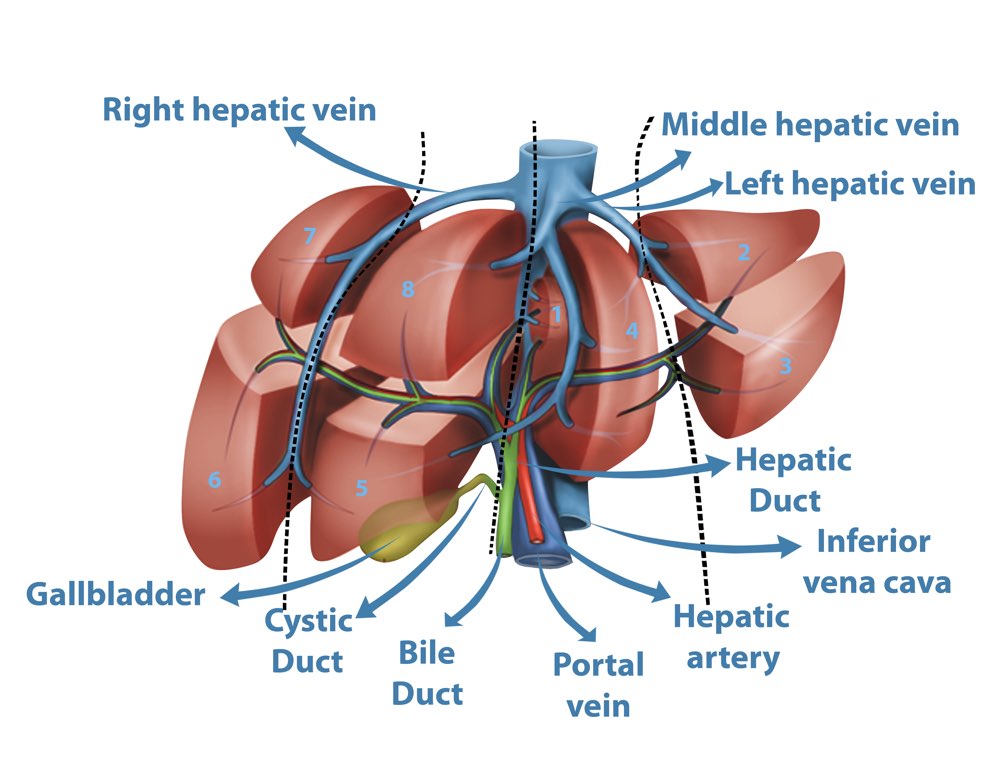 Right hepatic vein
Middle hepatic vein
Left hepatic vein
7
2
8
1
4
3
6
5
Hepatic
Duct
Inferior
vena cava
Gallbladder
Cystic
Duct
Bile
Duct
Portal
vein
Hepatic
artery